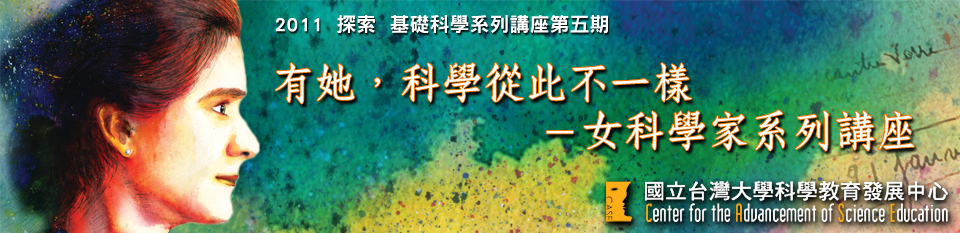 2011 探索 基礎科學系列講座第五期
有她，科學從此不一樣
–女科學家系列講座
CASE
國立台灣大學科學教育發展中心
Center for the Advancement of Science Education